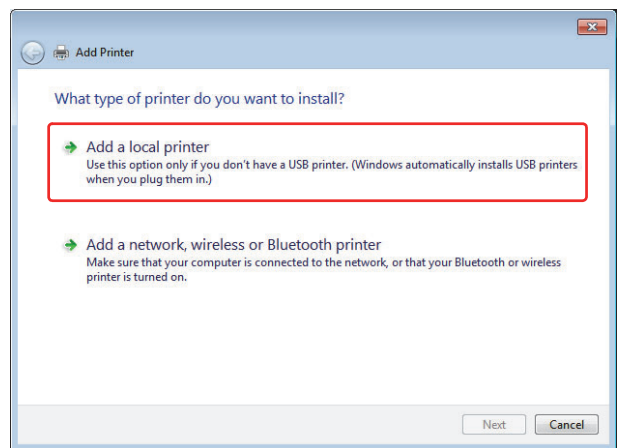 Add Printer
What type of printer do you want to install?
Add a local printer
Use this option only if you don't have a USB printer. (Windows automatically installs USB printers
when you plug them in.)
Add a network, wireless or Bluetooth printer
Make sure that your computer is connected to the network, or that your Bluetooth or wireless
printer is turned on.
Next Cancel